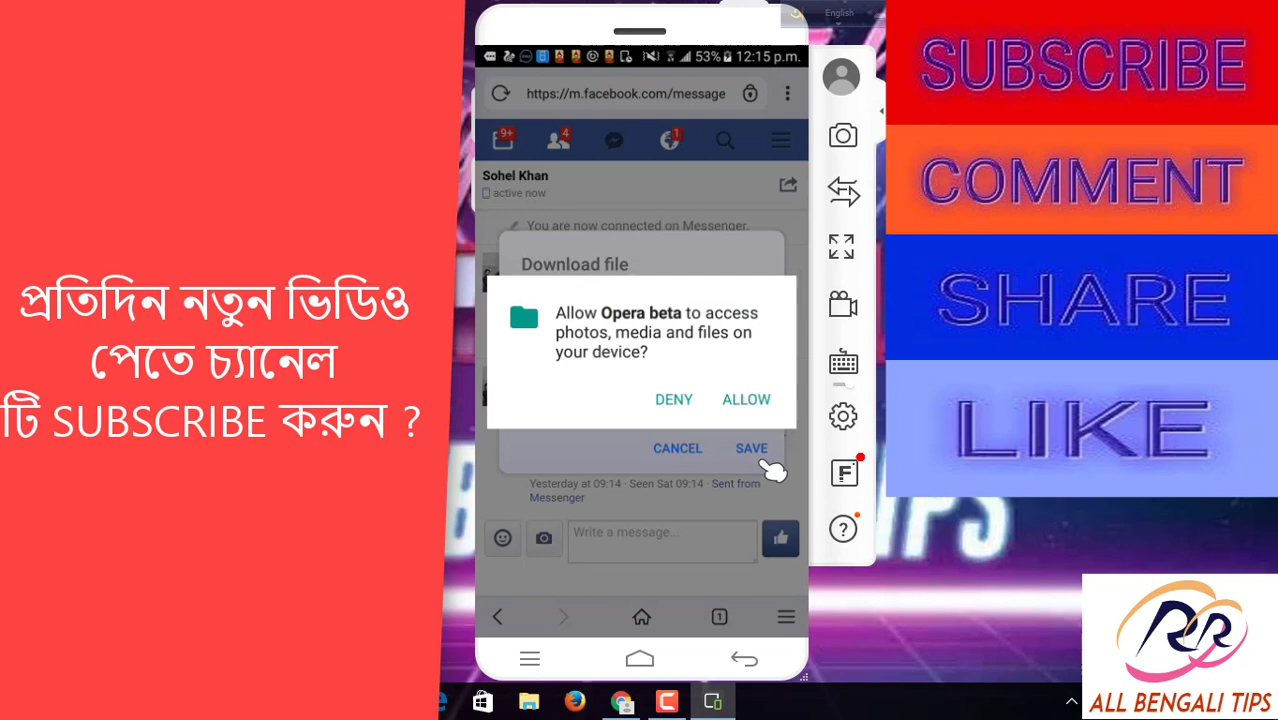 প্রতিদিন নতুন ভিডিও
পেতে চ্যানেল
টি SUBSCRIBE করুন ?
English
53% 12:15 p.m.
https://m.facebook.com/message
9+
4
1
Sohel Khan
active now
You are now connected on Messenger.
Download file
Allow Opera beta to access
photos, media and files on
your device?
DENY ALLOW
CANCEL SAVE
Yesterday at 09:14 · Seen Sat 09:14 · Sent from
Messenger
Write a message...
1
F
?
SUBSCRIBE
COMMENT
SHARE
LIKE
IPS
RR
ALL BENGALI TIPS